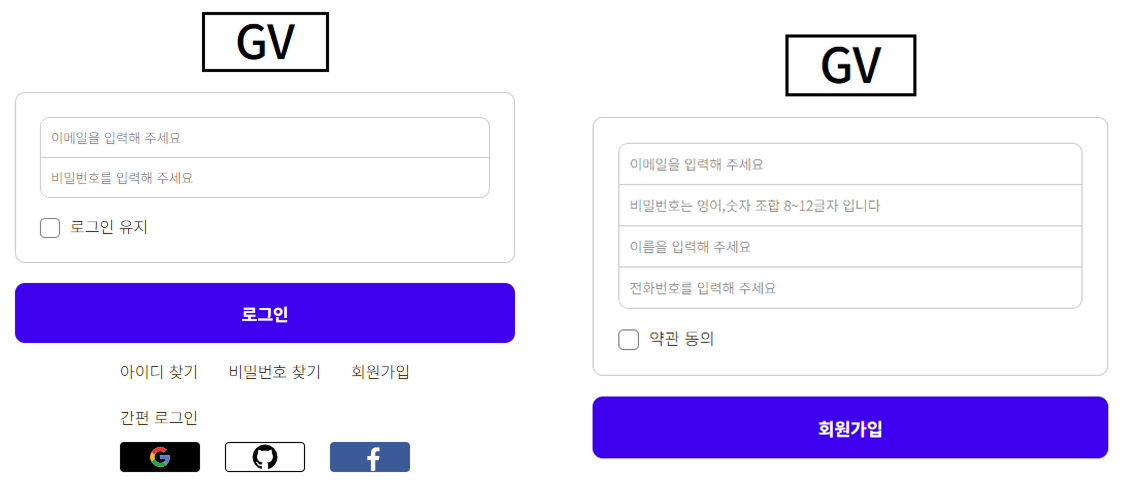 GV
이메일을 입력해 주세요
비밀번호를 입력해 주세요
로그인 유지
로그인
아이디 찾기 비밀번호 찾기 회원가입
간편 로그인
GV
이메일을 입력해 주세요
비밀번호는 영어,숫자 조합 8~12글자 입니다
이름을 입력해 주세요
전화번호를 입력해 주세요
약관 동의
회원가입